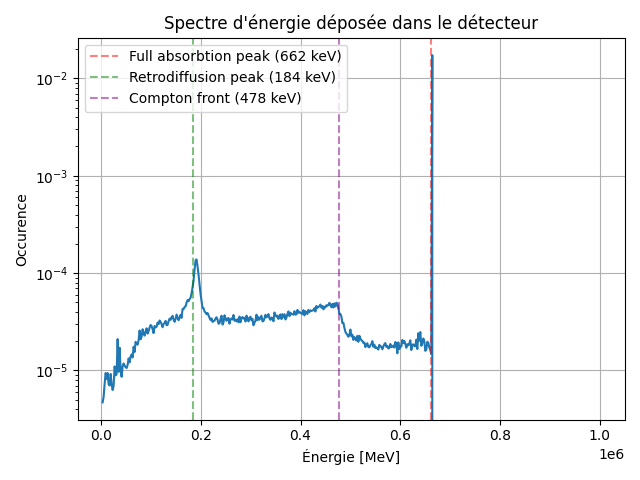 Spectre d'énergie déposée dans le détecteur
Full absorbtion peak (662 keV)
Retrodiffusion peak (184 keV)
Compton front (478 keV)
Occurence
10⁻²
10⁻³
10⁻⁴
10⁻⁵
0.0 0.2 0.4 0.6 0.8 1.0
1e6
Énergie [MeV]